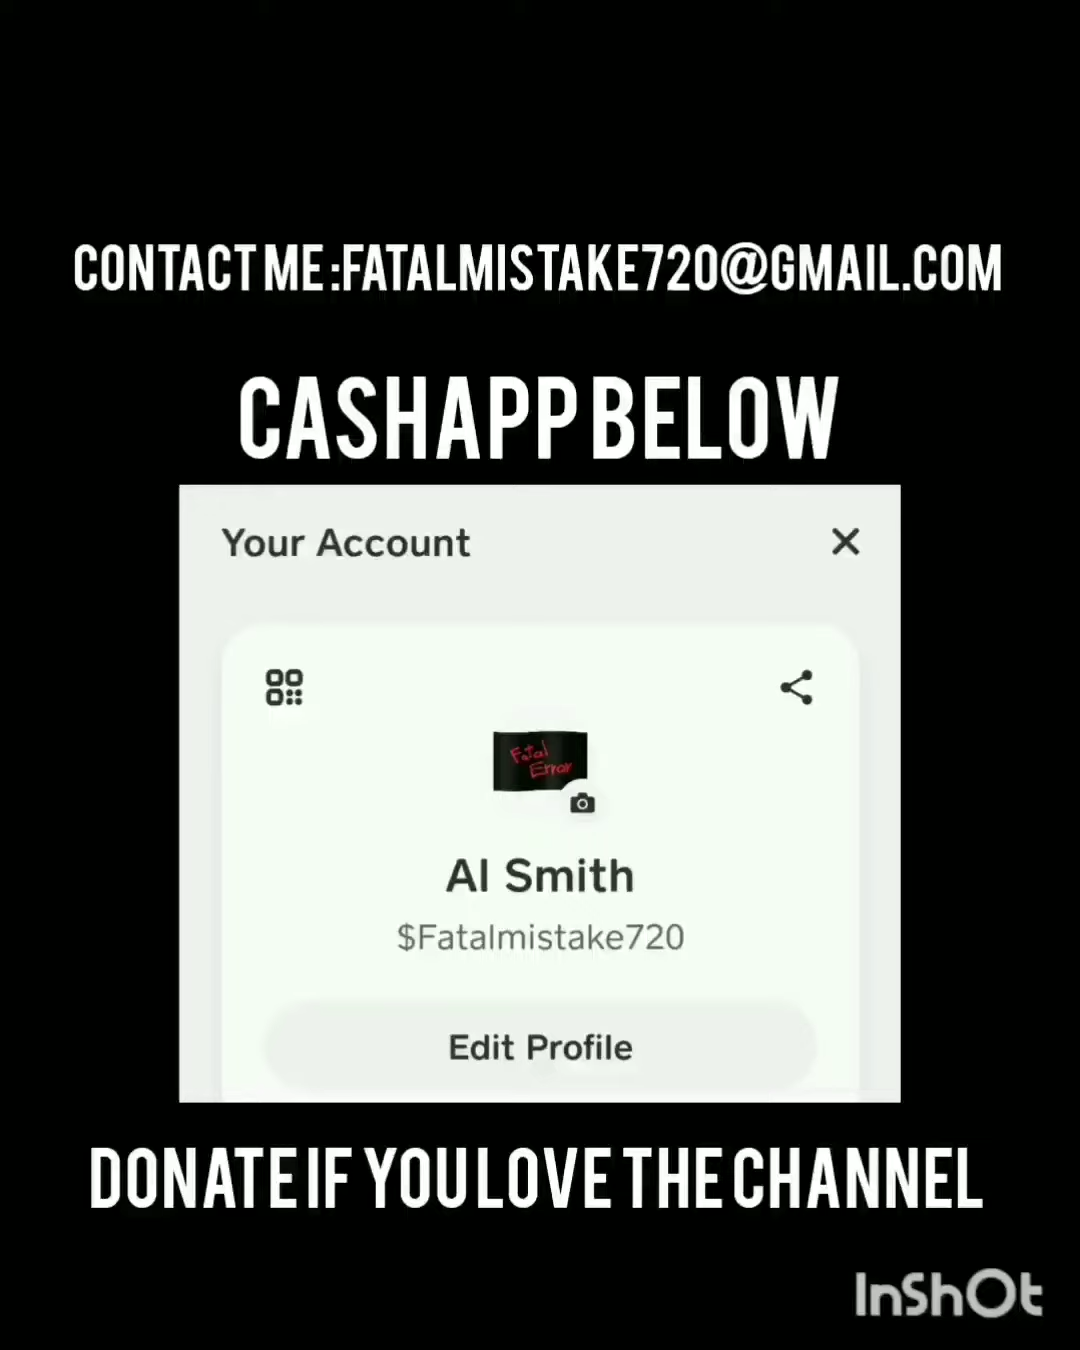 CONTACT ME :FATALMISTAKE720@GMAIL.COM
CASHAPP BELOW
Your Account
Fatal
Error
Al Smith
$Fatalmistake720
Edit Profile
DONATE IF YOU LOVE THE CHANNEL
InShOt